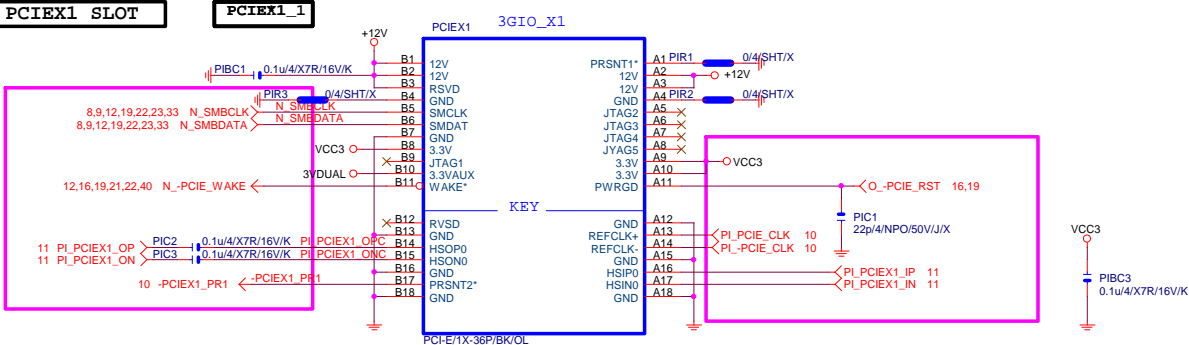 PCIEX1 SLOT
PCIEX1_1
3GIO_X1
PCIEX1
+12V
PIBC1 0.1u/4/X7R/16V/K
B1 12V
B2 12V
B3 RSVD
PIR3 0/4/SHT/X
B4 GND
8,9,12,19,22,23,33 N_SMBCLK N_SMBCLK B5 SMCLK
8,9,12,19,22,23,33 N_SMBDATA N_SMBDATA B6 SMDAT
B7 GND
VCC3 B8 3.3V
B9 JTAG1
3VDUAL B10 3.3VAUX
12,16,19,21,22,40 N_-PCIE_WAKE B11 WAKE*
KEY
B12 RVSD
B13 GND
11 PI_PCIEX1_OP PIC2 0.1u/4/X7R/16V/K PI_PCIEX1_OPC B14 HSOP0
11 PI_PCIEX1_ON PIC3 0.1u/4/X7R/16V/K PI_PCIEX1_ONC B15 HSON0
B16 GND
10 -PCIEX1_PR1 -PCIEX1_PR1 B17 PRSNT2*
B18 GND
PRSNT1* A1 PIR1 0/4/SHT/X
12V A2 +12V
12V A3
GND A4 PIR2 0/4/SHT/X
JTAG2 A5
JTAG3 A6
JTAG4 A7
JYAG5 A8
3.3V A9 VCC3
3.3V A10
PWRGD A11 O_-PCIE_RST 16,19
PIC1
22p/4/NPO/50V/J/X
GND A12
REFCLK+ A13 PI_PCIE_CLK 10
REFCLK- A14 PI_-PCIE_CLK 10
GND A15
HSIP0 A16 PI_PCIEX1_IP 11
HSIN0 A17 PI_PCIEX1_IN 11
GND A18
VCC3
PIBC3
0.1u/4/X7R/16V/K
PCI-E/1X-36P/BK/OL